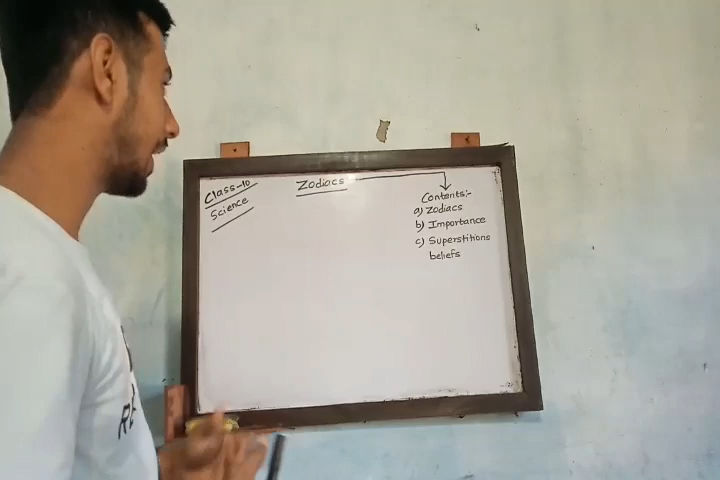 Class-10
Science
Zodiacs
Contents:-
a) Zodiacs
b) Importance
c) Superstitions
beliefs